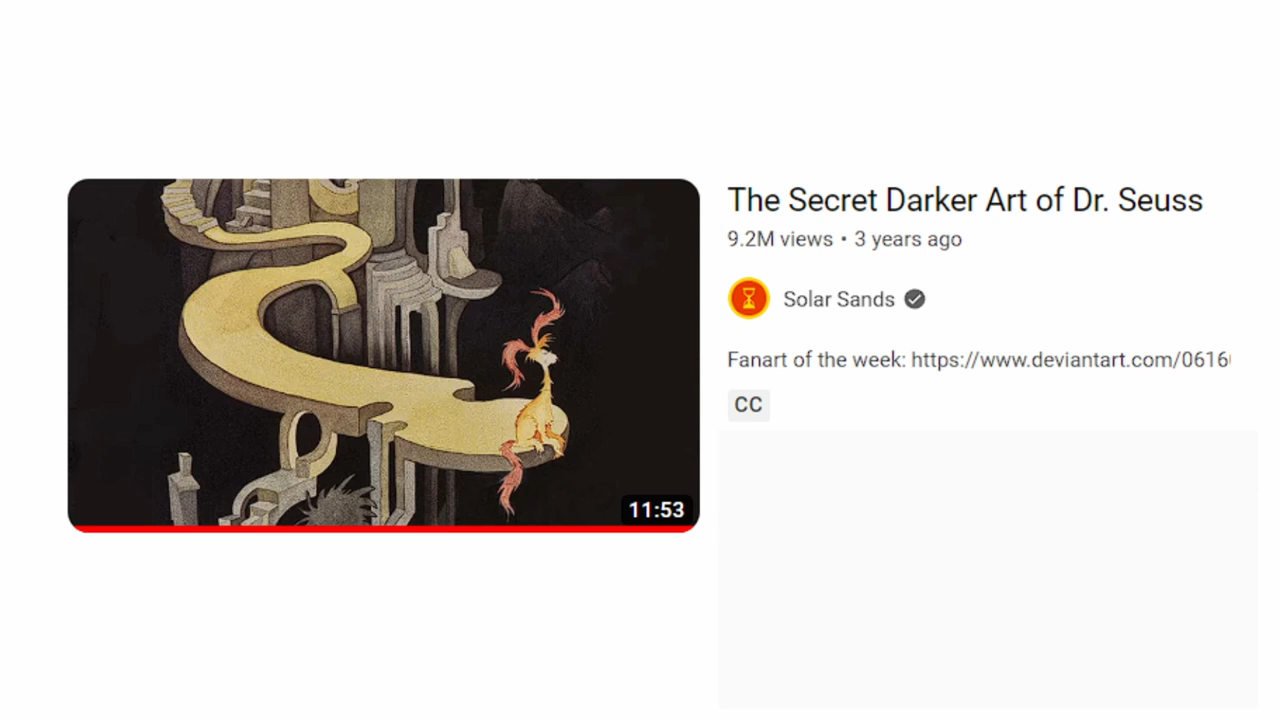 The Secret Darker Art of Dr. Seuss
9.2M views • 3 years ago
Solar Sands
Fanart of the week: https://www.deviantart.com/0616
CC
11:53